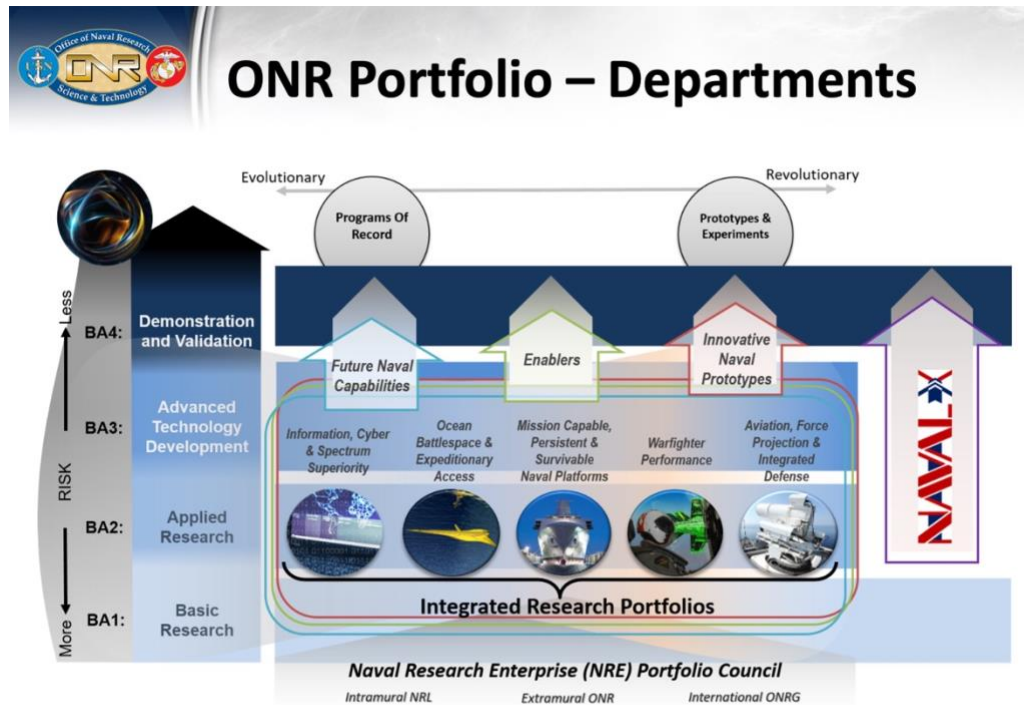 Office of Naval Research
ONR
Science & Technology
ONR Portfolio – Departments
Evolutionary
Revolutionary
Programs Of
Record
Prototypes &
Experiments
Less
RISK
More
BA4:
Demonstration
and Validation
BA3:
Advanced
Technology
Development
BA2:
Applied
Research
BA1:
Basic
Research
Future Naval
Capabilities
Enablers
Innovative
Naval
Prototypes
NAVALX
Information, Cyber
& Spectrum
Superiority
Ocean
Battlespace &
Expeditionary
Access
Mission Capable,
Persistent &
Survivable
Naval Platforms
Warfighter
Performance
Aviation, Force
Projection &
Integrated
Defense
Integrated Research Portfolios
Naval Research Enterprise (NRE) Portfolio Council
Intramural NRL
Extramural ONR
International ONRG